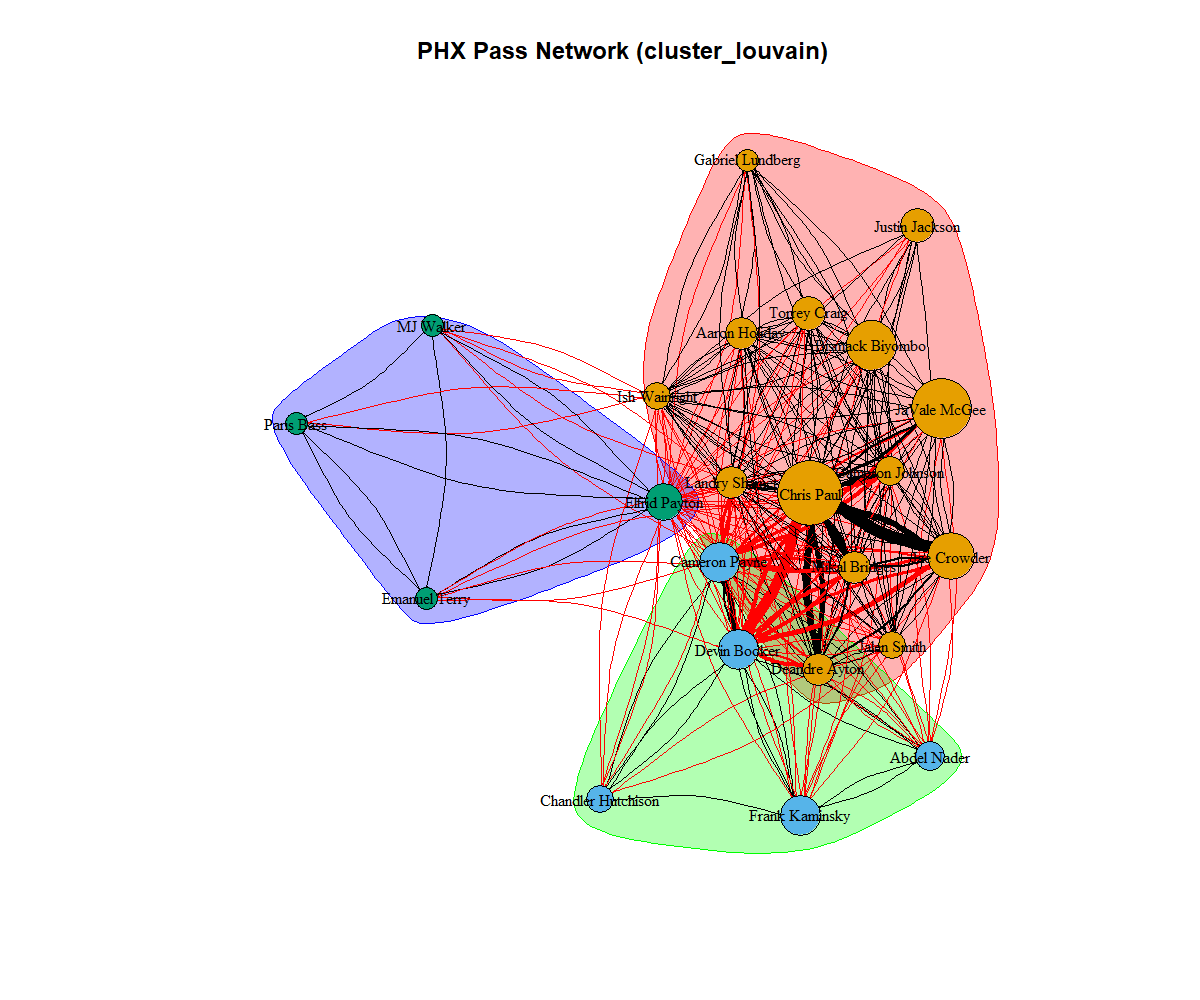 PHX Pass Network (cluster_louvain)
Gabriel Lundberg
Justin Jackson
Torrey Craig
MJ Walker
Aaron Holiday
Bismack Biyombo
Ish Wainright
JaVale McGee
Paris Bass
Johnson
Landry Shamet
Chris Paul
Elfrid Payton
Cameron Payne
Jae Crowder
Mikal Bridges
Emanuel Terry
Devin Booker
Jalen Smith
Deandre Ayton
Abdel Nader
Chandler Hutchison
Frank Kaminsky